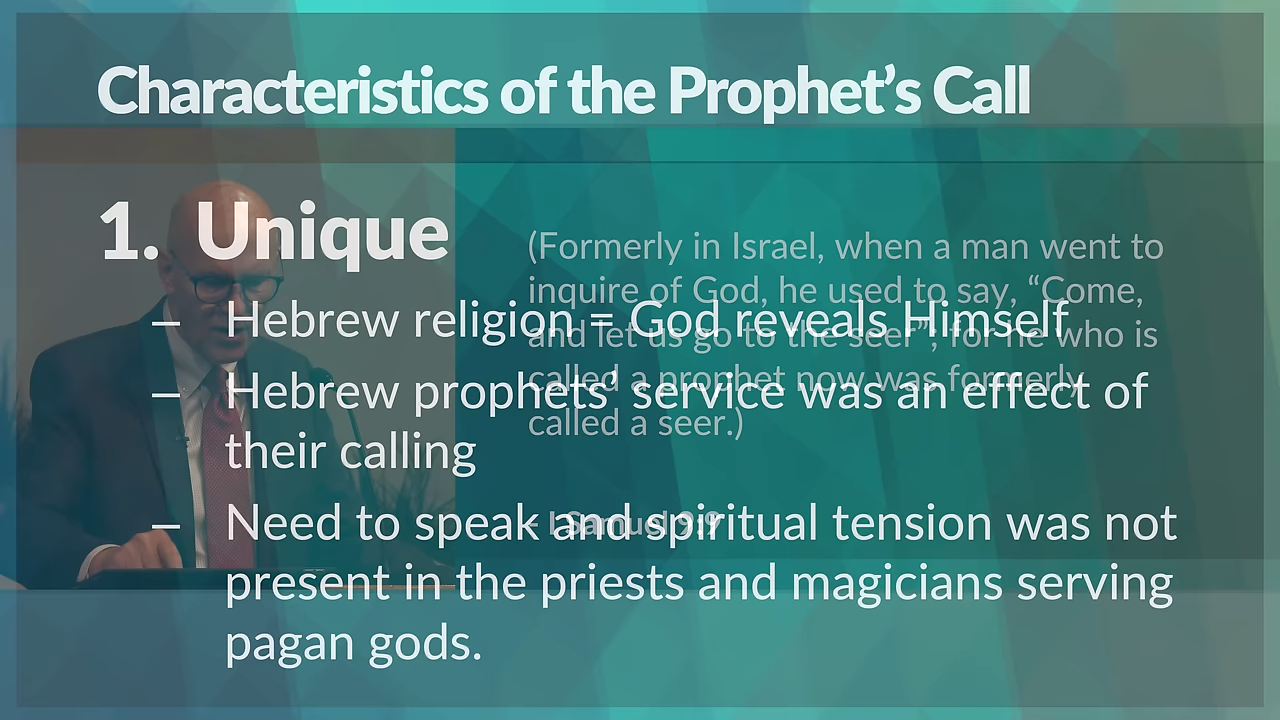 Characteristics of the Prophet’s Call
1. Unique
– Hebrew religion = God reveals Himself
– Hebrew prophets’ service was an effect of
their calling
– Need to speak and spiritual tension was not
present in the priests and magicians serving
pagan gods.
(Formerly in Israel, when a man went to
inquire of God, he used to say, “Come,
and let us go to the seer”; for he who is
called a prophet now was formerly
called a seer.)
- I Samuel 9:9